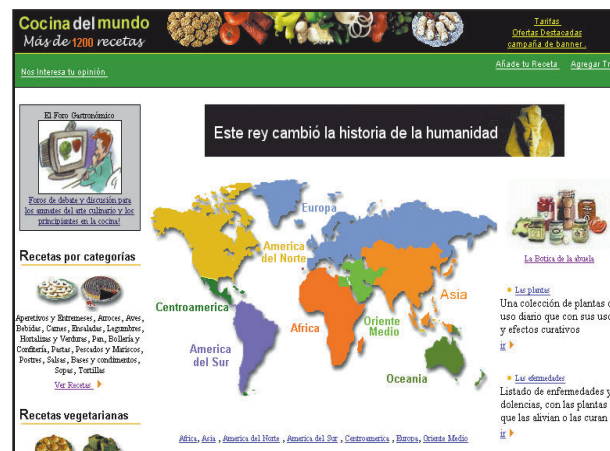 Cocina del mundo
Más de 1200 recetas
Tarifas
Ofertas Destacadas
campaña de banner .
Nos Interesa tu opinión
Añade tu Receta
Agregar Tr
El Foro Gastronómico
Foros de debate y discusión para
los amates del arte culinario y los
principiantes en la cocina!
Este rey cambió la historia de la humanidad
Recetas por categorías
Aperetivos y Entremeses, Arroces, Aves,
Bebidas, Carnes, Ensaladas, Legumbres,
Hortalizas y Verduras, Pan, Bollería y
Confitería, Pastas, Pescados y Mariscos,
Postres, Salsas, Bases y condimentos,
Sopas, Tortillas
Ver Recetas
Recetas vegetarianas
Europa
America
del Norte
Centroamerica
Asia
Africa
Oriente
Medio
America
del Sur
Oceania
Africa, Asia , America del Norte , America del Sur , Centroamerica , Europa, Oriente Medio
La Botica de la abuela
Las plantas
Una colección de plantas d
uso diario que con sus uso
y efectos curativos
ir
Las efermedades
Listado de enfermedades y
dolencias, con las plantas
que las alivian o las curan
ir